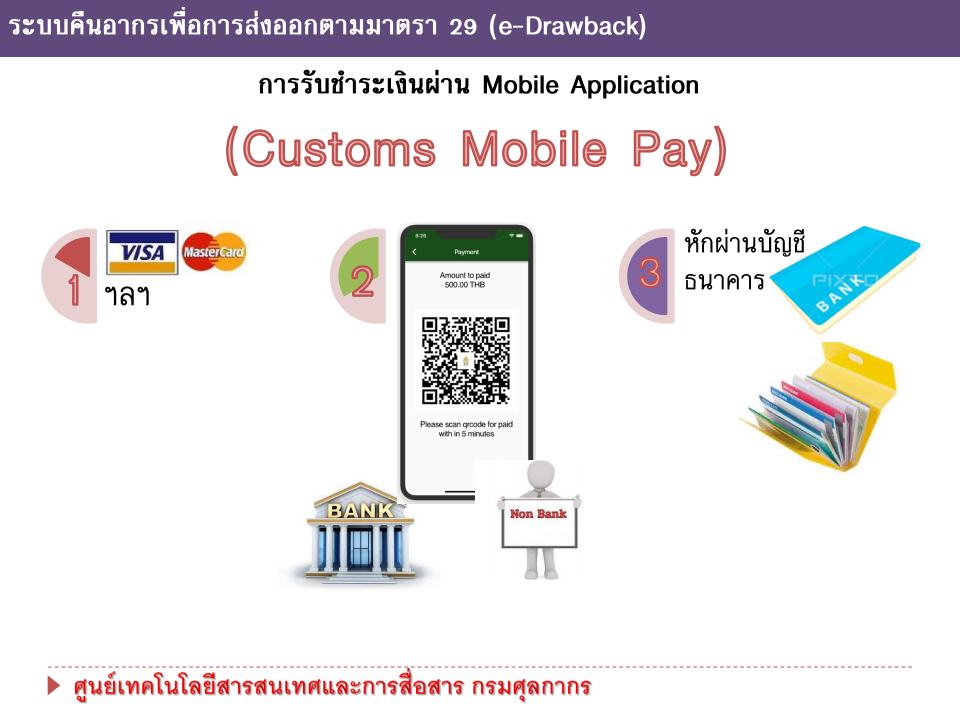 ระบบคืนอากรเพื่อการส่งออกตามมาตรา 29 (e-Drawback)
การรับชำระเงินผ่าน Mobile Application
(Customs Mobile Pay)
1
VISA MasterCard
ฯลฯ
2
8:26
Payment
Amount to paid
500.00 THB
Please scan qrcode for paid
with in 5 minutes
BANK
Non Bank
3
หักผ่านบัญชี
ธนาคาร
PIXTO
BANK
ศูนย์เทคโนโลยีสารสนเทศและการสื่อสาร กรมศุลกากร